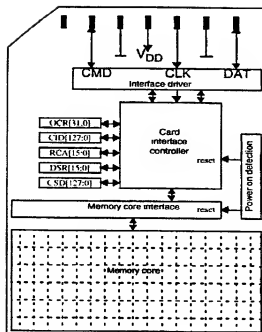 VDD
CMD CLK DAT
Interface driver
OCR[31:0]
CID[127:0]
RCA[15:0]
DSR[15:0]
CSD[127:0]
Card
interface
controller
reset
Power on detection
Memory core interface reset
Memory core